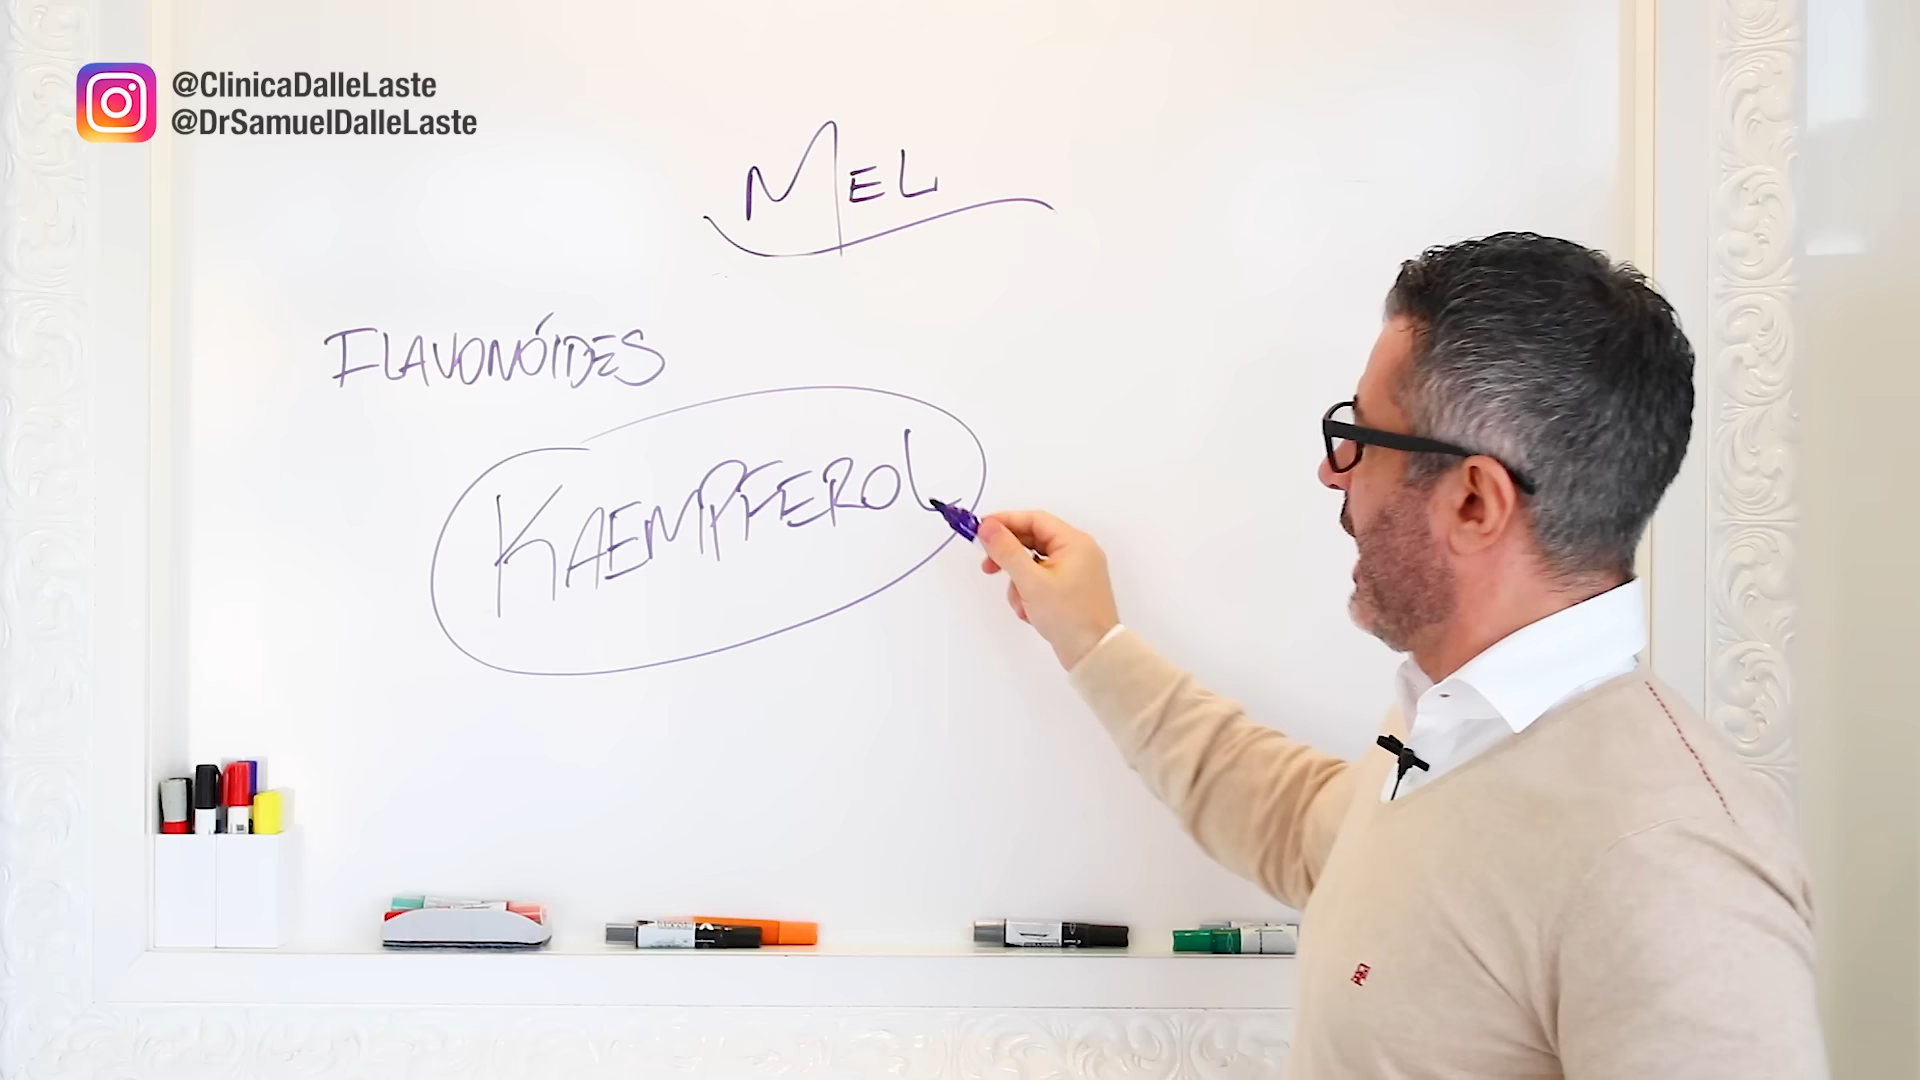 @ClinicaDalleLaste
@DrSamuelDalleLaste
MEL
FLAVONÓIDES
KAEMPFEROL